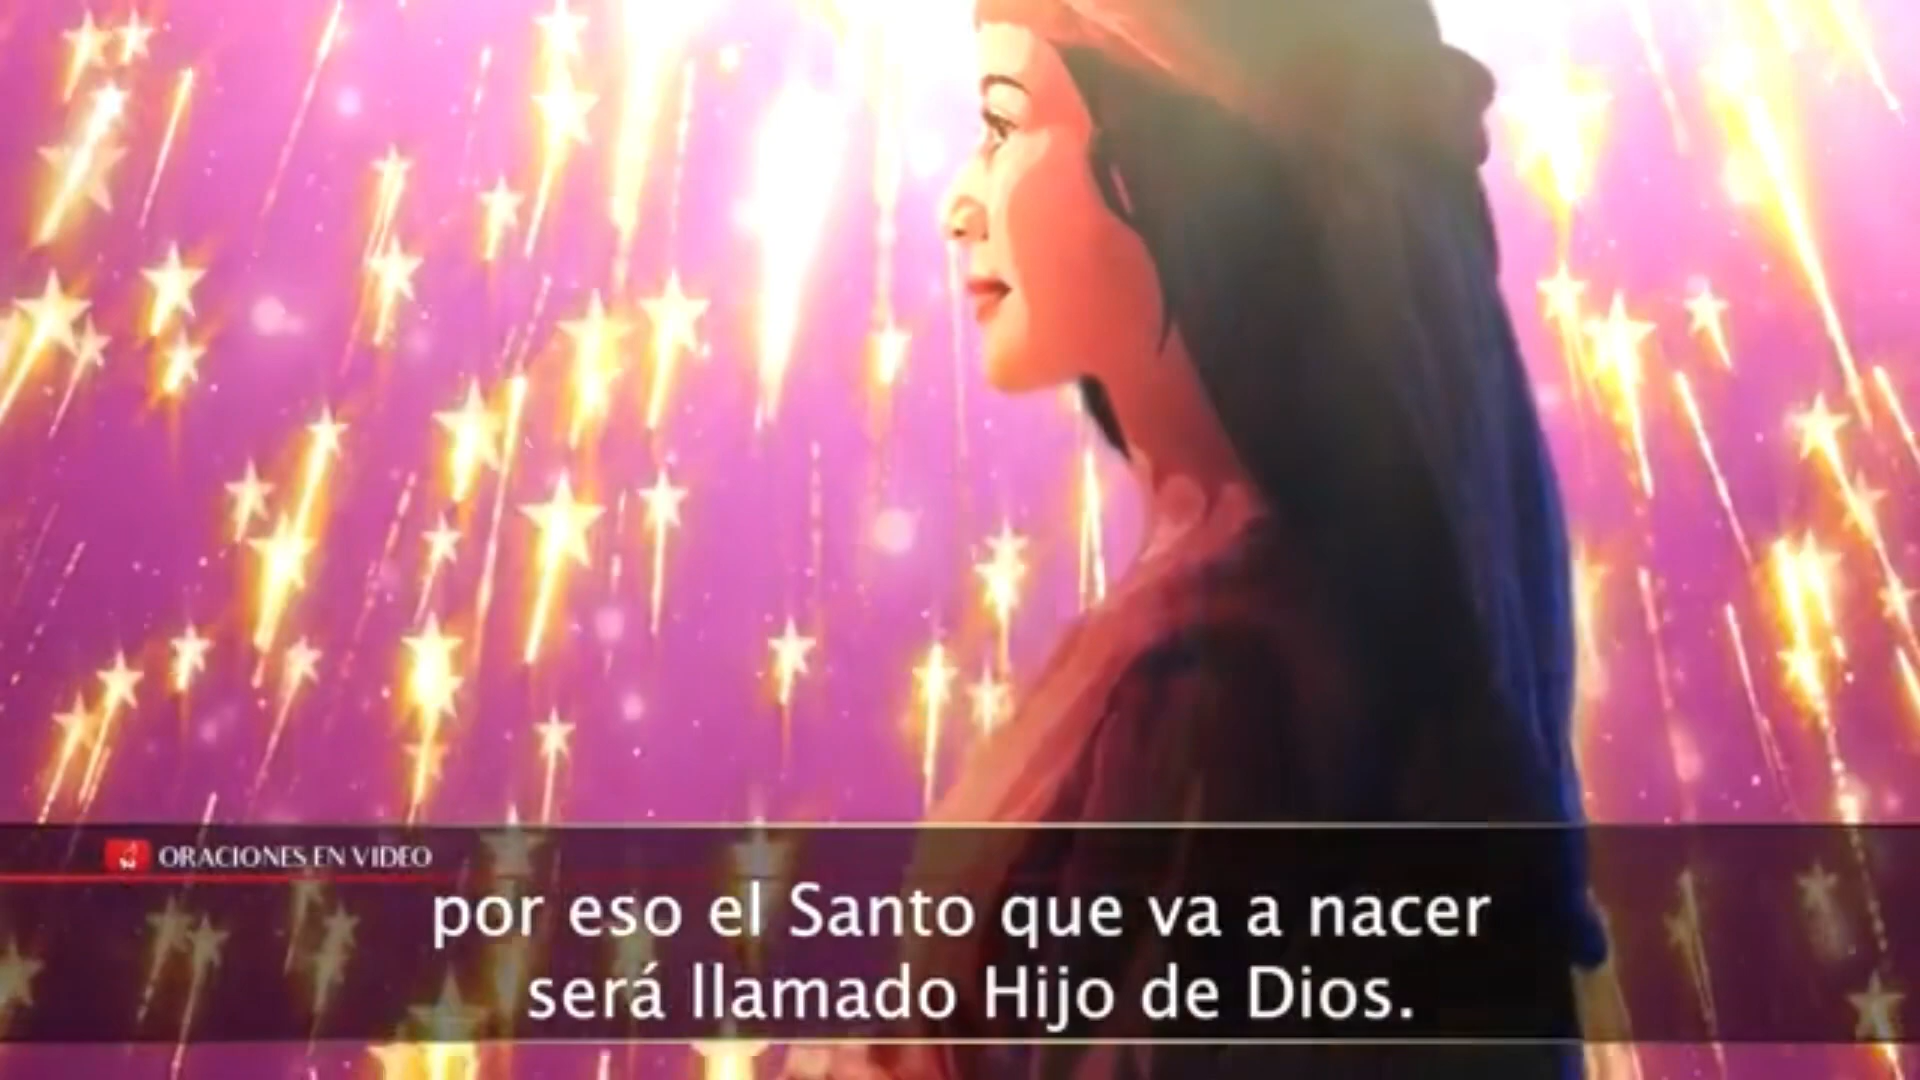 ORACIONES EN VIDEO
por eso el Santo que va a nacer
será llamado Hijo de Dios.